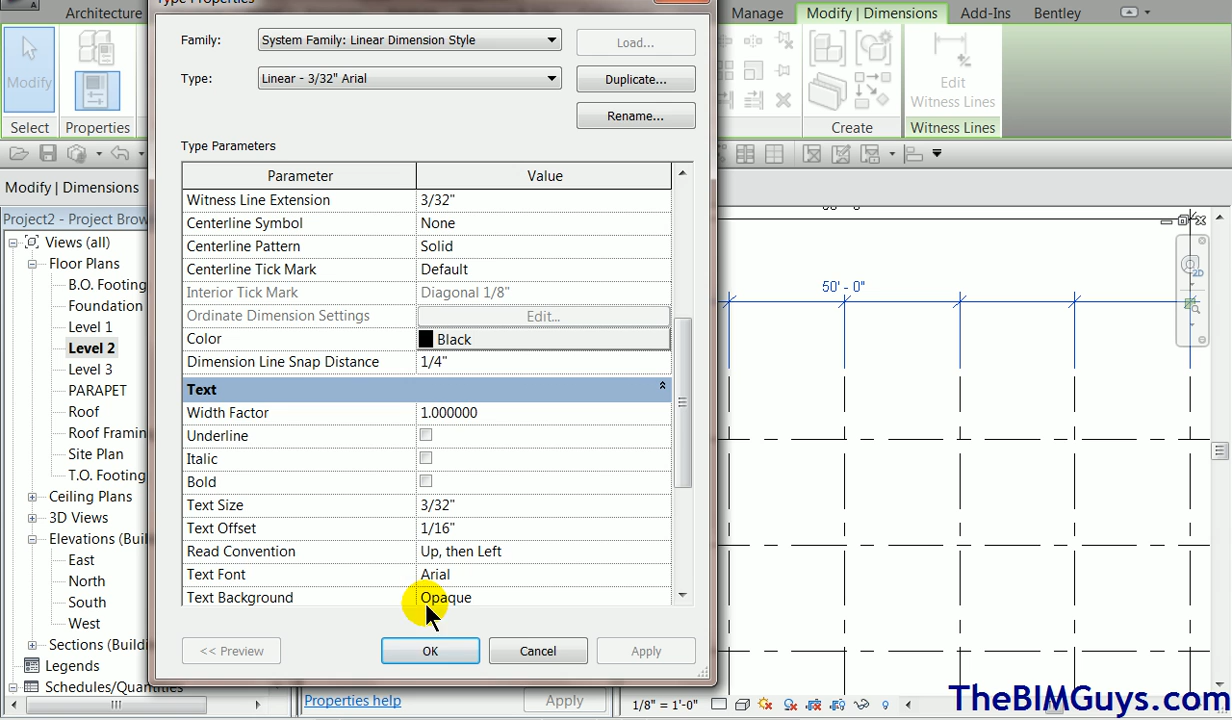 Type Properties
Architecture
Manage
Modify | Dimensions
Add-Ins
Bentley
Family:
System Family: Linear Dimension Style
Load...
Type:
Linear - 3/32" Arial
Duplicate...
Rename...
Modify
Edit
Witness Lines
Select
Properties
Create
Witness Lines
Type Parameters
Parameter
Value
Witness Line Extension
3/32"
Centerline Symbol
None
Centerline Pattern
Solid
Centerline Tick Mark
Default
Interior Tick Mark
Diagonal 1/8"
Ordinate Dimension Settings
Edit...
Color
Black
Dimension Line Snap Distance
1/4"
Text
Width Factor
1.000000
Underline
Italic
Bold
Text Size
3/32"
Text Offset
1/16"
Read Convention
Up, then Left
Text Font
Arial
Text Background
Opaque
<< Preview
OK
Cancel
Apply
Modify | Dimensions
Project2 - Project Brow
Views (all)
Floor Plans
B.O. Footing
Foundation
Level 1
Level 2
Level 3
PARAPET
Roof
Roof Framin
Site Plan
T.O. Footing
Ceiling Plans
3D Views
Elevations (Buil
East
North
South
West
Sections (Buildi
Legends
Schedules/Quantities
Properties help
Apply
50' - 0"
2D
1/8" = 1'-0"
TheBIMGuys.com